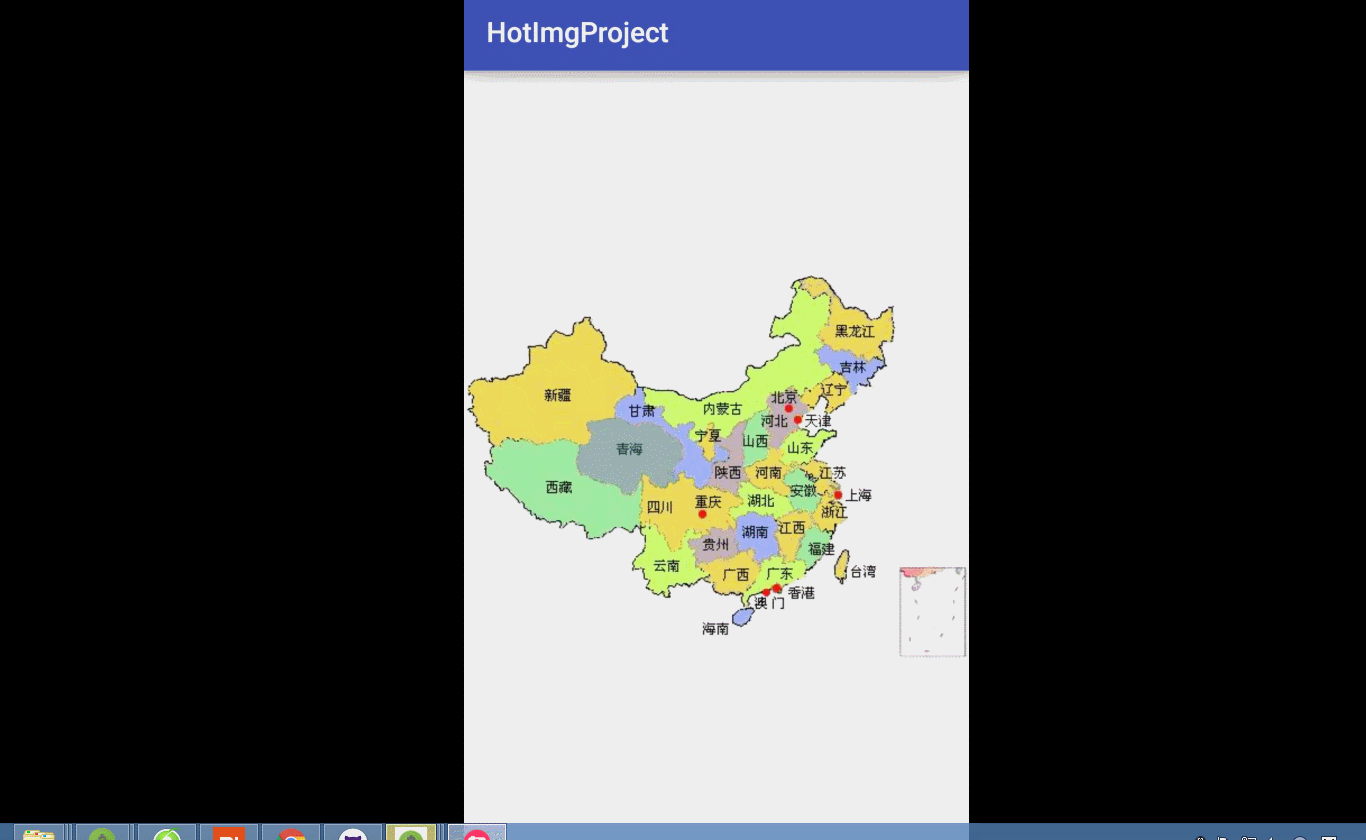 HotImgProject
黑龙江
吉林
辽宁
新疆
北京
甘肃
内蒙古
河北
天津
宁夏
山西
山东
青海
陕西
河南
江苏
西藏
安徽
上海
四川
重庆
湖北
浙江
江西
湖南
贵州
福建
云南
广西
广东
台湾
香港
澳门
海南